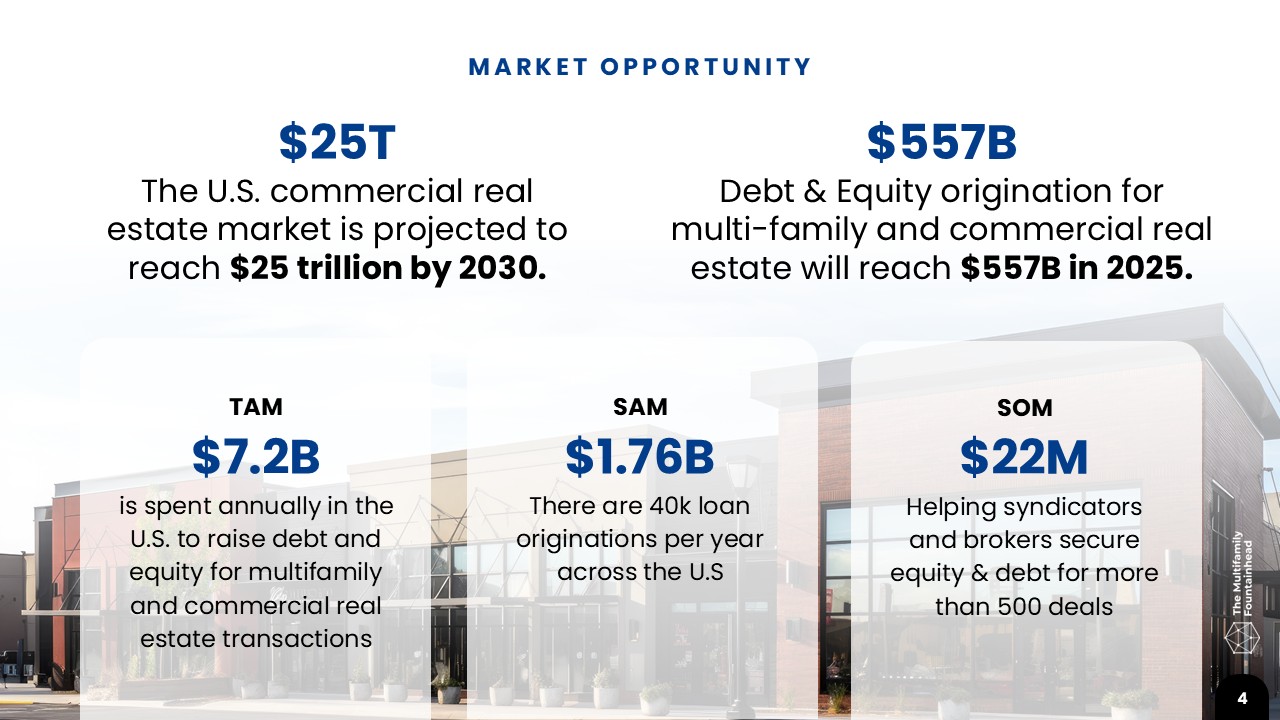 MARKET OPPORTUNITY
$25T
The U.S. commercial real
estate market is projected to
reach $25 trillion by 2030.
$557B
Debt & Equity origination for
multi-family and commercial real
estate will reach $557B in 2025.
TAM
$7.2B
is spent annually in the
U.S. to raise debt and
equity for multifamily
and commercial real
estate transactions
SAM
$1.76B
There are 40k loan
originations per year
across the U.S
SOM
$22M
Helping syndicators
and brokers secure
equity & debt for more
than 500 deals
The Multifamily
Fountainhead
4